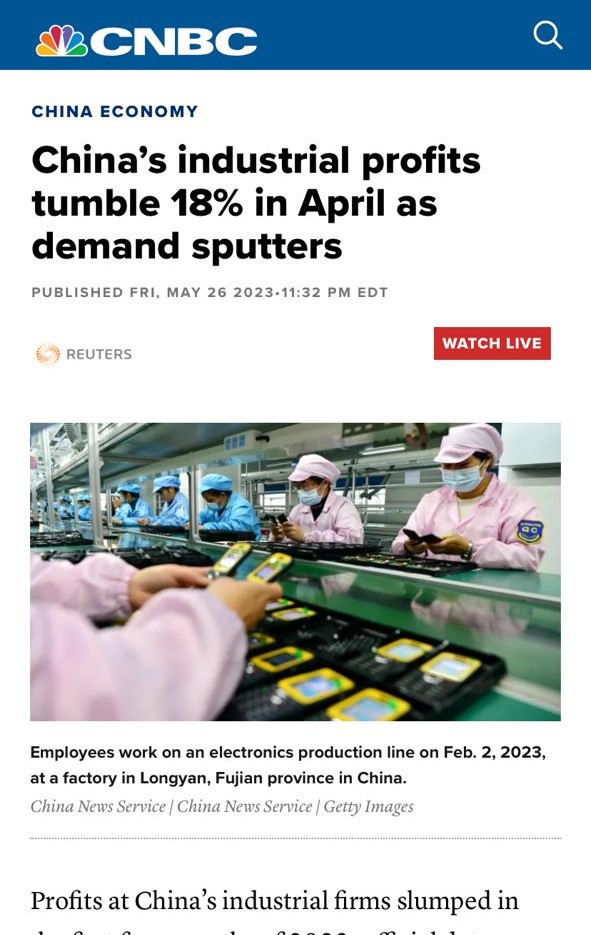 CNBC
CHINA ECONOMY
China’s industrial profits
tumble 18% in April as
demand sputters
PUBLISHED FRI, MAY 26 2023•11:32 PM EDT
REUTERS
WATCH LIVE
QC
Employees work on an electronics production line on Feb. 2, 2023,
at a factory in Longyan, Fujian province in China.
China News Service | China News Service | Getty Images
Profits at China’s industrial firms slumped in